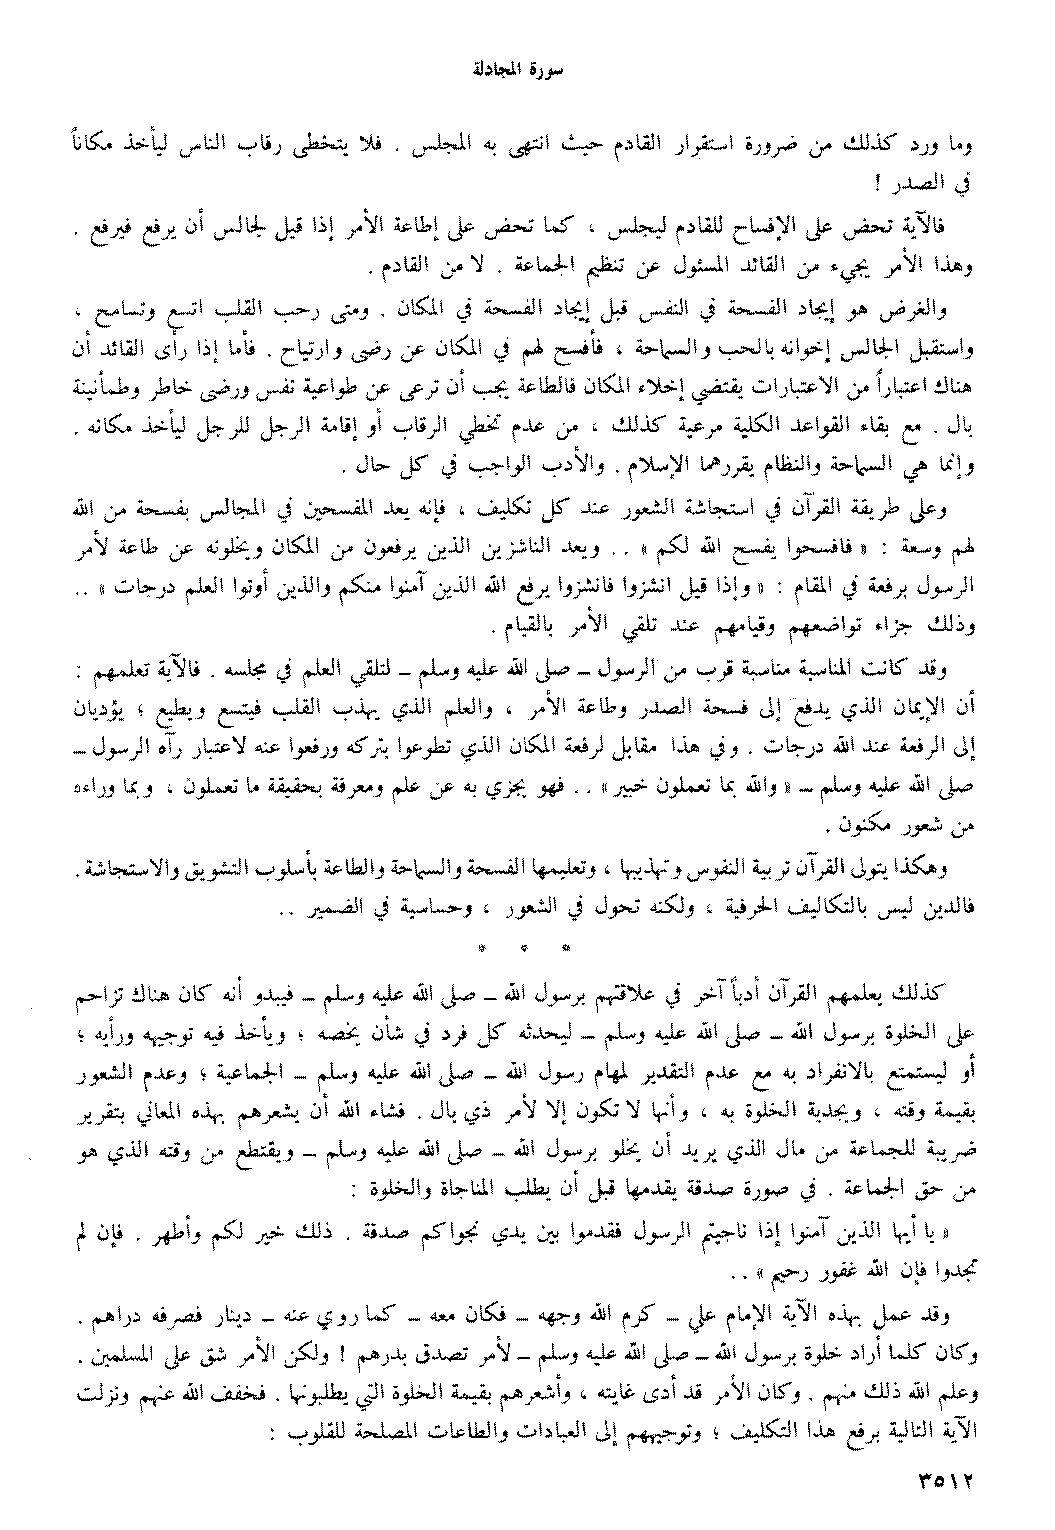 سورة المجادلة
وما ورد كذلك من ضرورة استقرار القادم حيث انتهى به المجلس . فلا يتخطى رقاب الناس ليأخذ مكاناً
في الصدر !
فالآية تحض على الإفساح للقادم ليجلس ، كما تحض على إطاعة الأمر إذا قيل لجالس أن يرفع فيرفع .
وهذا الأمر يجيء من القائد المسئول عن تنظيم الجماعة . لا من القادم .
والغرض هو إيجاد الفسحة في النفس قبل إيجاد الفسحة في المكان . ومتى رحب القلب اتسع وتسامح ،
واستقبل الجالس إخوانه بالحب والسماحة ، فأفسح لهم في المكان عن رضى وارتياح . فأما إذا رأى القائد أن
هناك اعتباراً من الاعتبارات يقتضي إخلاء المكان فالطاعة يجب أن ترعى عن طواعية نفس ورضى خاطر وطمأنينة
بال . مع بقاء القواعد الكلية مرعية كذلك ، من عدم تخطي الرقاب أو إقامة الرجل للرجل ليأخذ مكانه .
وإنما هي السماحة والنظام يقررهما الإسلام . والأدب الواجب في كل حال .
وعلى طريقة القرآن في استجاشة الشعور عند كل تكليف ، فإنه يعد المفسحين في المجالس بفسحة من الله
لهم وسعة : « فافسحوا يفسح الله لكم » .. ويعد الناشزين الذين يرفعون من المكان ويخلونه عن طاعة لأمر
الرسول برفعة في المقام : « وإذا قيل انشزوا فانشزوا يرفع الله الذين آمنوا منكم والذين أوتوا العلم درجات » ..
وذلك جزاء تواضعهم وقيامهم عند تلقي الأمر بالقيام .
وقد كانت المناسبة مناسبة قرب من الرسول – صلى الله عليه وسلم – لتلقي العلم في مجلسه . فالآية تعلمهم :
أن الإيمان الذي يدفع إلى فسحة الصدر وطاعة الأمر ، والعلم الذي يهذب القلب فيتسع ويطيع ؛ يؤديان
إلى الرفعة عند الله درجات . وفي هذا مقابل لرفعة المكان الذي تطوعوا بتركه ورفعوا عنه لاعتبار رآه الرسول –
صلى الله عليه وسلم – « والله بما تعملون خبير » .. فهو يجزي به عن علم ومعرفة بحقيقة ما تعملون ، وبما وراءه
من شعور مكنون .
وهكذا يتولى القرآن تربية النفوس وتهذيبها ، وتعليمها الفسحة والسماحة والطاعة بأسلوب التشويق والاستجاشة .
فالدين ليس بالتكاليف الحرفية ، ولكنه تحول في الشعور ، وحساسية في الضمير ..
* * *
كذلك يعلمهم القرآن أدباً آخر في علاقتهم برسول الله – صلى الله عليه وسلم – فيبدو أنه كان هناك تزاحم
على الخلوة برسول الله – صلى الله عليه وسلم – ليحدثه كل فرد في شأن يخصه ؛ ويأخذ فيه توجيهه ورأيه ؛
أو ليستمتع بالانفراد به مع عدم التقدير لمهام رسول الله – صلى الله عليه وسلم – الجماعية ؛ وعدم الشعور
بقيمة وقته ، وبجدية الخلوة به ، وأنها لا تكون إلا لأمر ذي بال . فشاء الله أن يشعرهم بهذه المعاني بتقرير
ضريبة للجماعة من مال الذي يريد أن يخلو برسول الله – صلى الله عليه وسلم – ويقتطع من وقته الذي هو
من حق الجماعة . في صورة صدقة يقدمها قبل أن يطلب المناجاة والخلوة :
« يا أيها الذين آمنوا إذا ناجيتم الرسول فقدموا بين يدي نجواكم صدقة . ذلك خير لكم وأطهر . فإن لم
تجدوا فإن الله غفور رحيم » ..
وقد عمل بهذه الآية الإمام علي – كرم الله وجهه – فكان معه – كما روي عنه – دينار فصرفه دراهم .
وكان كلما أراد خلوة برسول الله – صلى الله عليه وسلم – لأمر تصدق بدرهم ! ولكن الأمر شق على المسلمين .
وعلم الله ذلك منهم . وكان الأمر قد أدى غايته ، وأشعرهم بقيمة الخلوة التي يطلبونها . فخفف الله عنهم ونزلت
الآية التالية برفع هذا التكليف ؛ وتوجيههم إلى العبادات والطاعات المصلحة للقلوب :
٣٥١٢